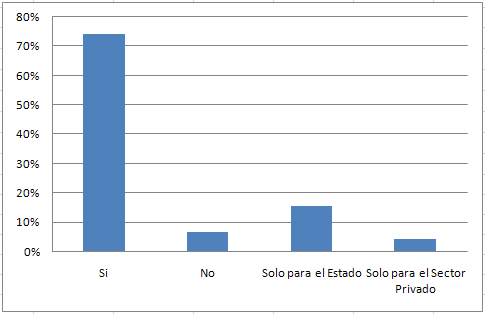 80%
70%
60%
50%
40%
30%
20%
10%
0%
Si
No
Solo para el Estado
Solo para el Sector
Privado